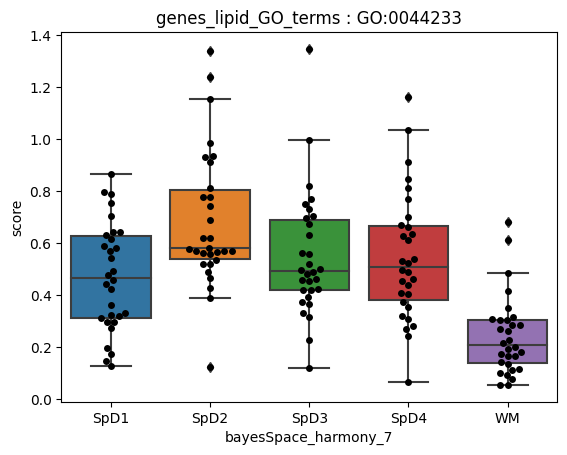 genes_lipid_GO_terms : GO:0044233
1.4
1.2
1.0
0.8
0.6
0.4
0.2
0.0
score
SpD1 SpD2 SpD3 SpD4 WM
bayesSpace_harmony_7